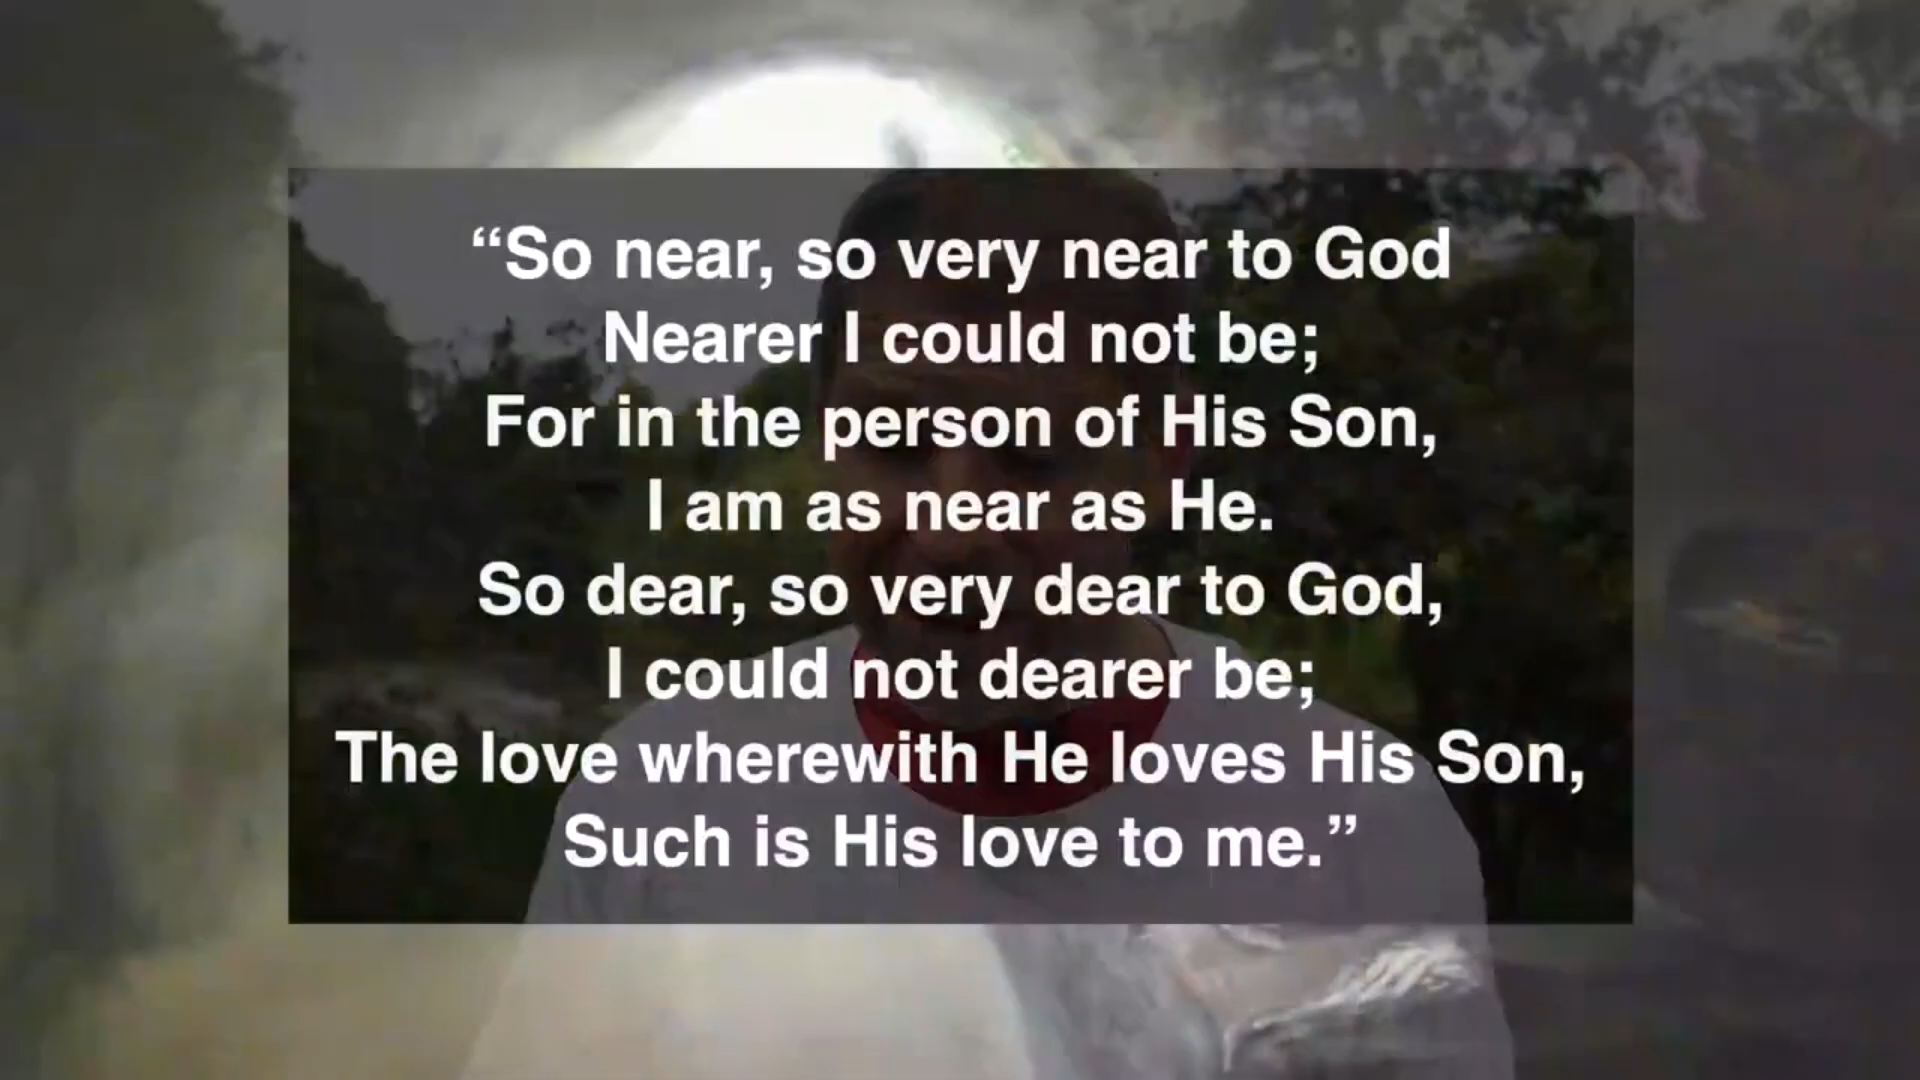 “So near, so very near to God
Nearer I could not be;
For in the person of His Son,
I am as near as He.
So dear, so very dear to God,
I could not dearer be;
The love wherewith He loves His Son,
Such is His love to me.”